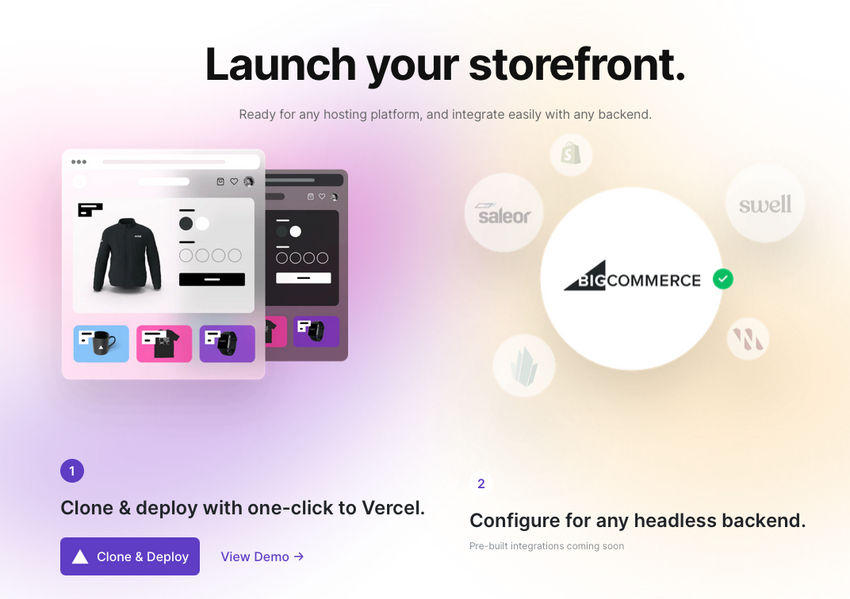 Launch your storefront.
Ready for any hosting platform, and integrate easily with any backend.
saleor
swell
BIGCOMMERCE
1
Clone & deploy with one-click to Vercel.
Clone & Deploy
View Demo →
2
Configure for any headless backend.
Pre-built integrations coming soon